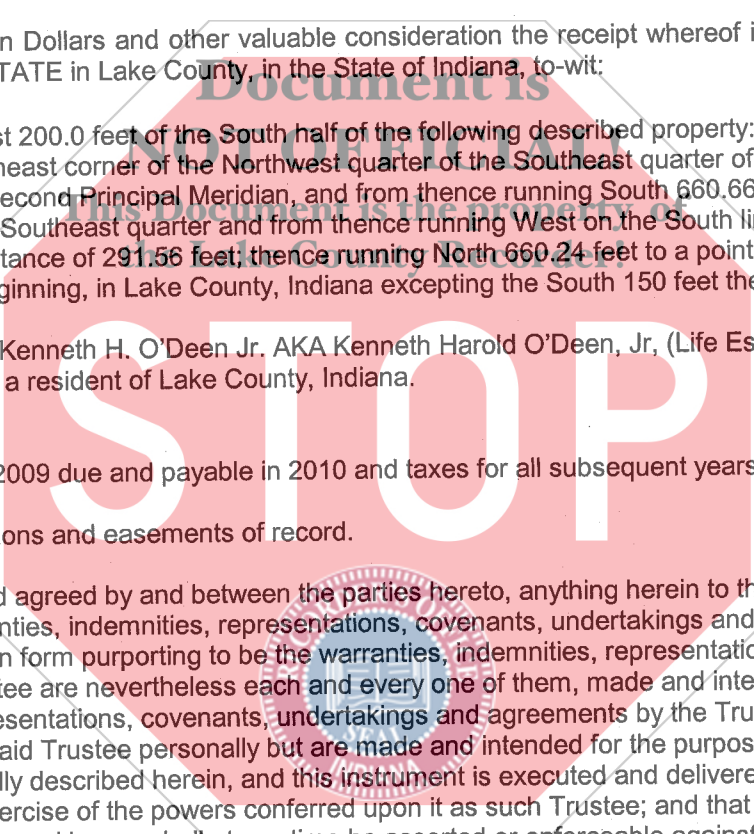 n Dollars and other valuable consideration the receipt whereof i
TATE in Lake County, in the State of Indiana, to-wit:
Document is
st 200.0 feet of the South half of the following described property:
NOT OFFICIAL!
heast corner of the Northwest quarter of the Southeast quarter of
econd Principal Meridian, and from thence running South 660.66
This Document is the property of
Southeast quarter and from thence running West on the South li
the Lake County Recorder!
tance of 291.56 feet; thence running North 660.24 feet to a point
ginning, in Lake County, Indiana excepting the South 150 feet the
STOP
Kenneth H. O'Deen Jr. AKA Kenneth Harold O'Deen, Jr, (Life Es
a resident of Lake County, Indiana.
2009 due and payable in 2010 and taxes for all subsequent years
ons and easements of record.
d agreed by and between the parties hereto, anything herein to th
nties, indemnities, representations, covenants, undertakings and
n form purporting to be the warranties, indemnities, representatio
tee are nevertheless each and every one of them, made and inte
esentations, covenants, undertakings and agreements by the Tru
aid Trustee personally but are made and intended for the purpos
lly described herein, and this instrument is executed and delivere
ercise of the powers conferred upon it as such Trustee; and that
SEAL
INDIANA